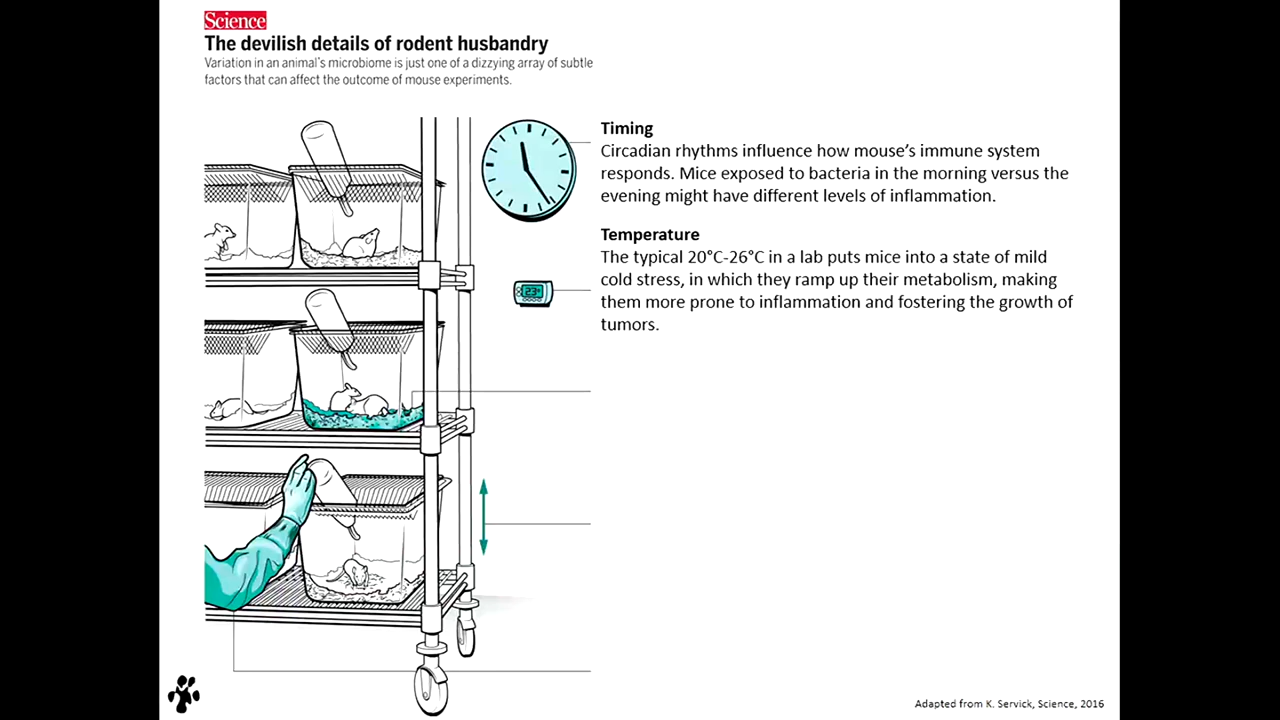 Science
The devilish details of rodent husbandry
Variation in an animal's microbiome is just one of a dizzying array of subtle
factors that can affect the outcome of mouse experiments.
Timing
Circadian rhythms influence how mouse's immune system
responds. Mice exposed to bacteria in the morning versus the
evening might have different levels of inflammation.
Temperature
The typical 20°C-26°C in a lab puts mice into a state of mild
cold stress, in which they ramp up their metabolism, making
them more prone to inflammation and fostering the growth of
tumors.
23°
Adapted from K. Servick, Science, 2016